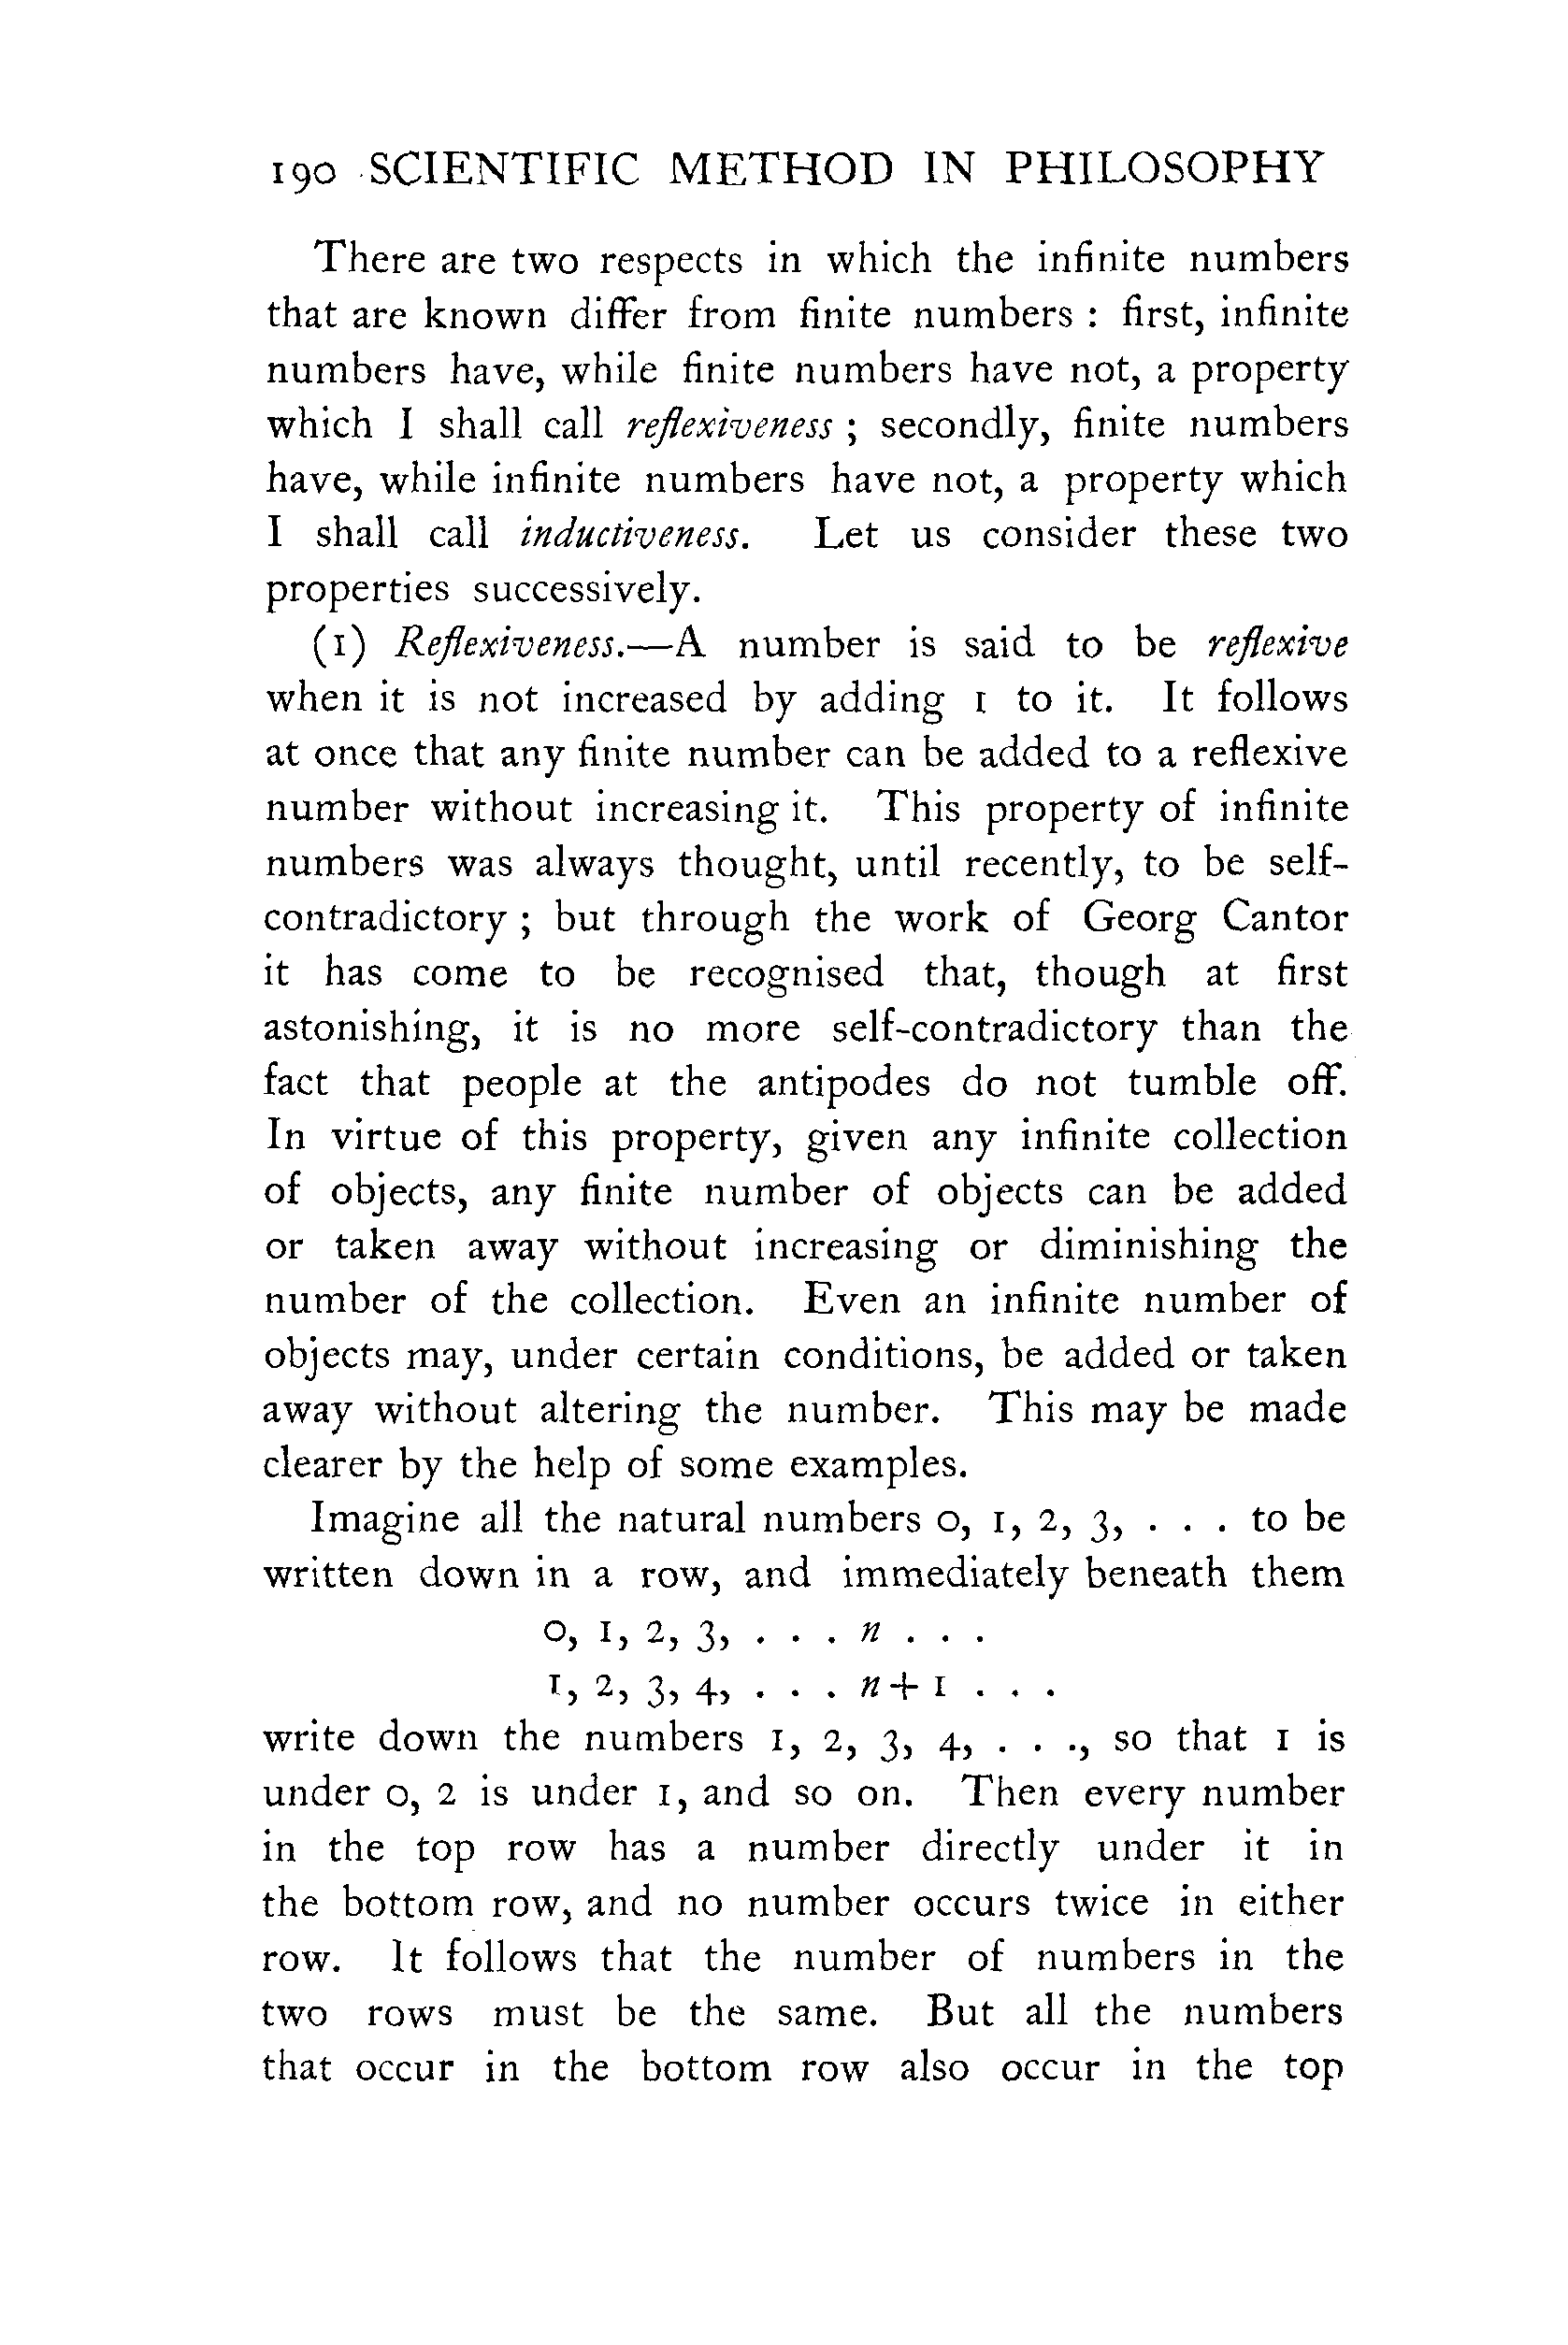 190 SCIENTIFIC METHOD IN PHILOSOPHY
There are two respects in which the infinite numbers
that are known differ from finite numbers : first, infinite
numbers have, while finite numbers have not, a property
which I shall call reflexiveness ; secondly, finite numbers
have, while infinite numbers have not, a property which
I shall call inductiveness. Let us consider these two
properties successively.
(1) Reflexiveness.—A number is said to be reflexive
when it is not increased by adding 1 to it. It follows
at once that any finite number can be added to a reflexive
number without increasing it. This property of infinite
numbers was always thought, until recently, to be self-
contradictory ; but through the work of Georg Cantor
it has come to be recognised that, though at first
astonishing, it is no more self-contradictory than the
fact that people at the antipodes do not tumble off.
In virtue of this property, given any infinite collection
of objects, any finite number of objects can be added
or taken away without increasing or diminishing the
number of the collection. Even an infinite number of
objects may, under certain conditions, be added or taken
away without altering the number. This may be made
clearer by the help of some examples.
Imagine all the natural numbers 0, 1, 2, 3, . . . to be
written down in a row, and immediately beneath them
0, 1, 2, 3, . . . n . . .
1, 2, 3, 4, . . . n+1 . . .
write down the numbers 1, 2, 3, 4, . . ., so that 1 is
under 0, 2 is under 1, and so on. Then every number
in the top row has a number directly under it in
the bottom row, and no number occurs twice in either
row. It follows that the number of numbers in the
two rows must be the same. But all the numbers
that occur in the bottom row also occur in the top